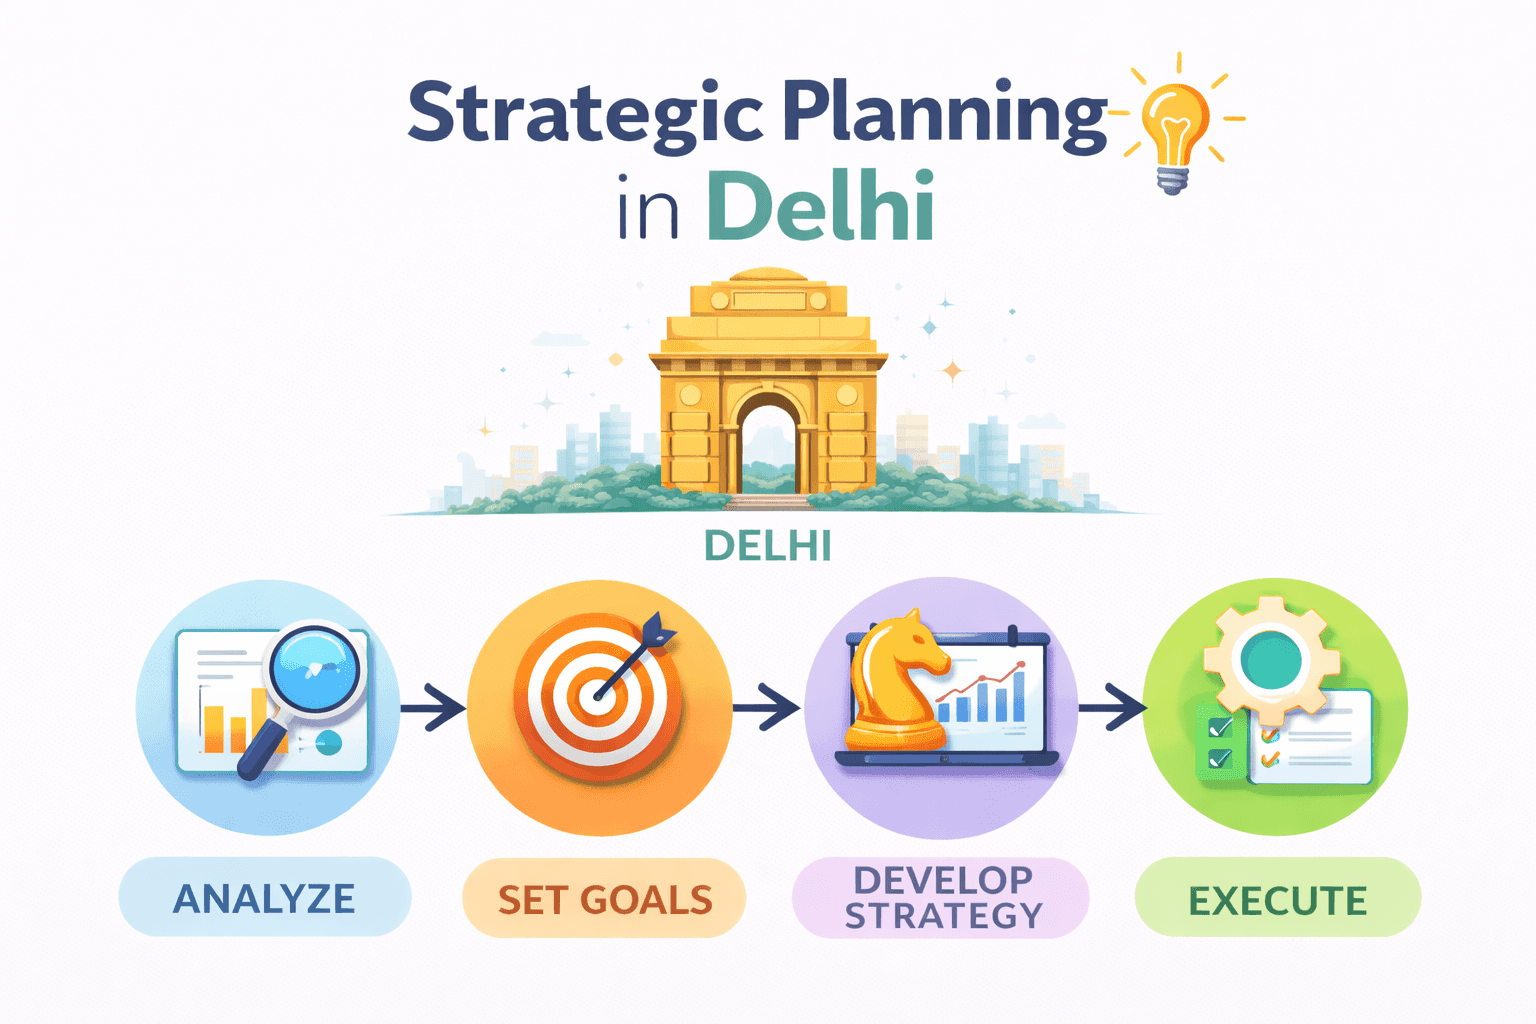 Strategic Planning
in Delhi
DELHI
ANALYZE
SET GOALS
DEVELOP
STRATEGY
EXECUTE